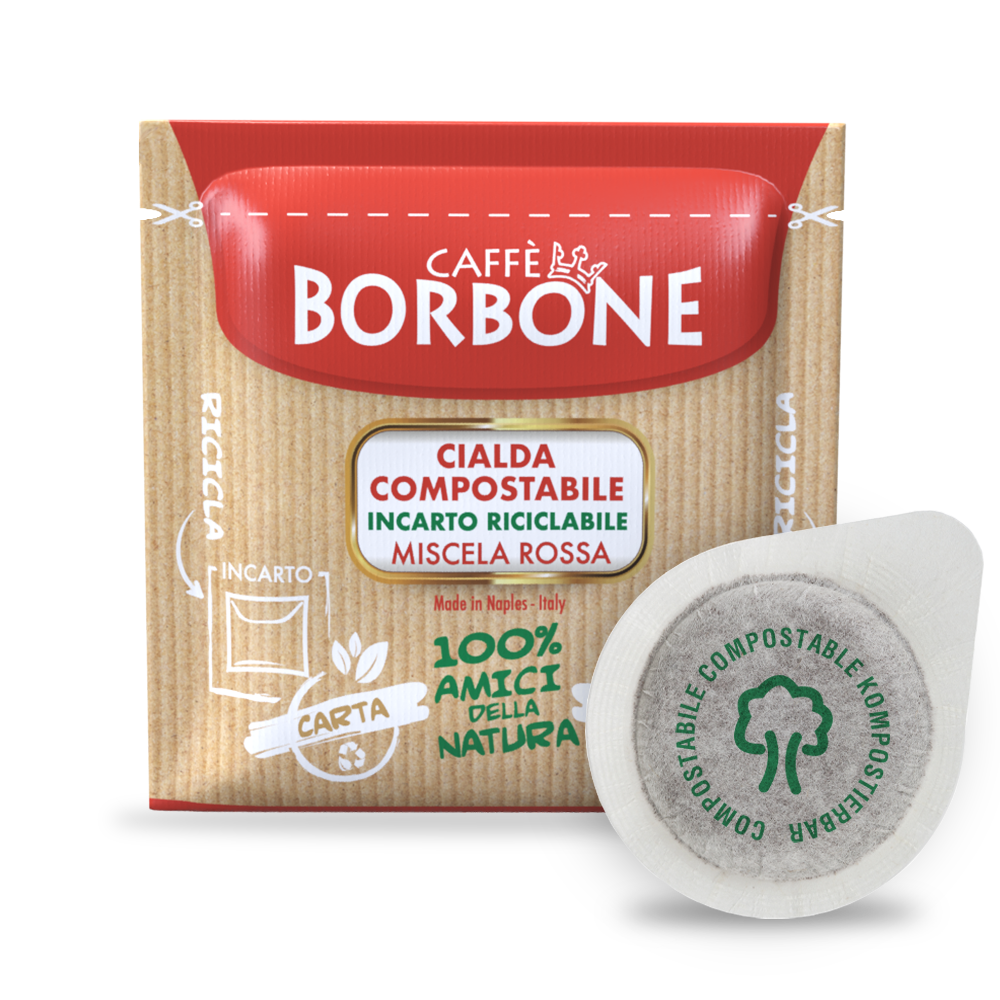 CAFFÈ
BORBONE
CIALDA
COMPOSTABILE
INCARTO RICICLABILE
MISCELA ROSSA
Made in Naples - Italy
100%
AMICI
DELLA
NATURA
RICICLA
INCARTO
CARTA
RICICLA
COMPOSTABILE COMPOSTABLE KOMPOSTIERBAR